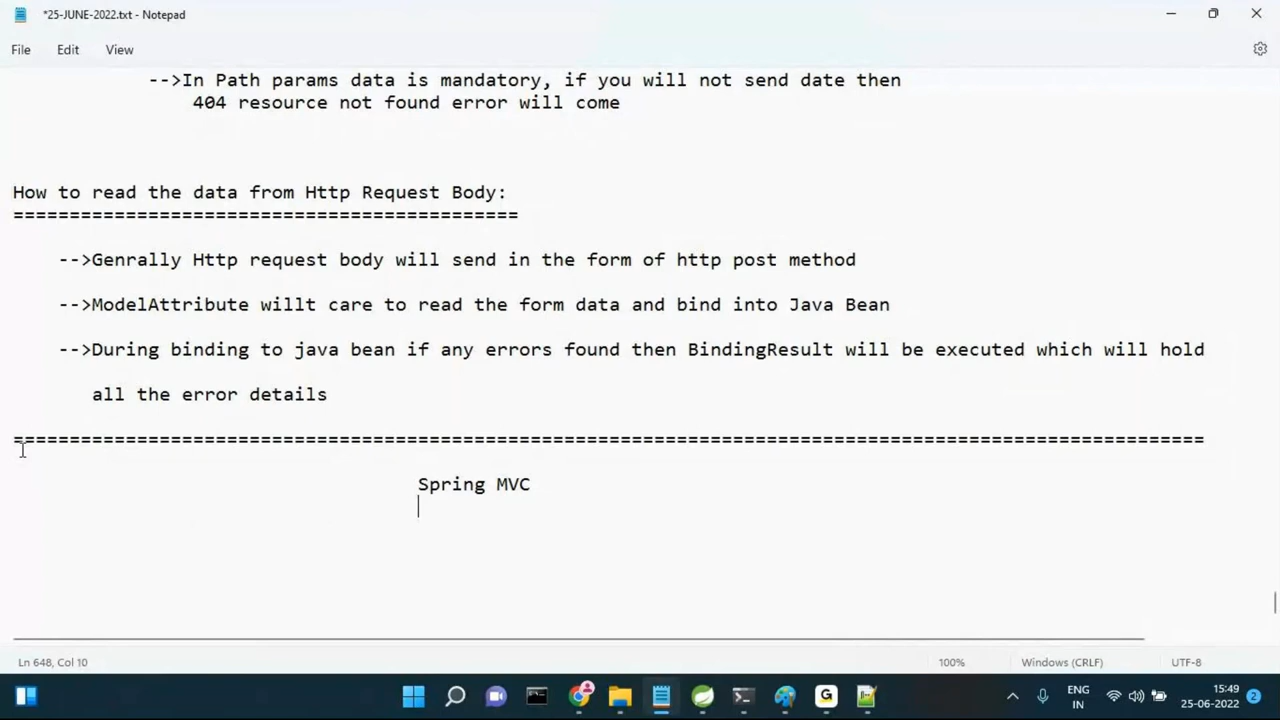 *25-JUNE-2022.txt - Notepad
File Edit View
-->In Path params data is mandatory, if you will not send date then
404 resource not found error will come
How to read the data from Http Request Body:
=============================================
-->Genrally Http request body will send in the form of http post method
-->ModelAttribute willt care to read the form data and bind into Java Bean
-->During binding to java bean if any errors found then BindingResult will be executed which will hold
all the error details
==========================================================================================================
Spring MVC
Ln 648, Col 10 100% Windows (CRLF) UTF-8
ENG IN 15:49 25-06-2022 2